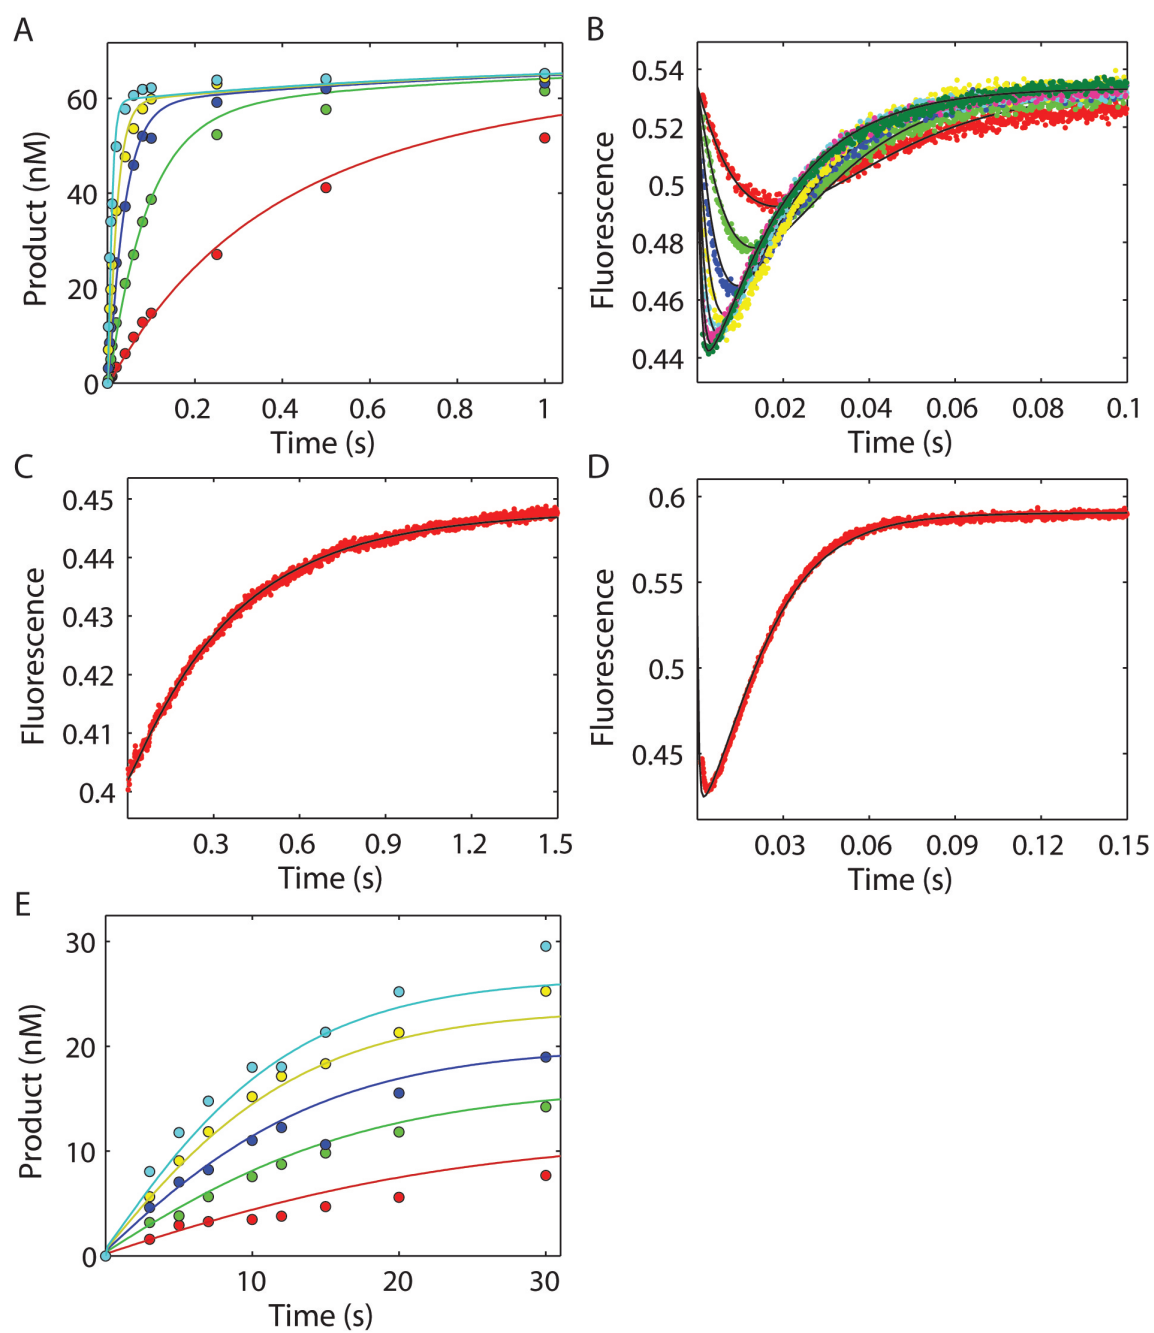 A
Product (nM)
60
40
20
0
0.2 0.4 0.6 0.8 1
Time (s)
B
Fluorescence
0.54
0.52
0.5
0.48
0.46
0.44
0.02 0.04 0.06 0.08 0.1
Time (s)
C
Fluorescence
0.45
0.44
0.43
0.42
0.41
0.4
0.3 0.6 0.9 1.2 1.5
Time (s)
D
Fluorescence
0.6
0.55
0.5
0.45
0.03 0.06 0.09 0.12 0.15
Time (s)
E
Product (nM)
30
20
10
0
10 20 30
Time (s)